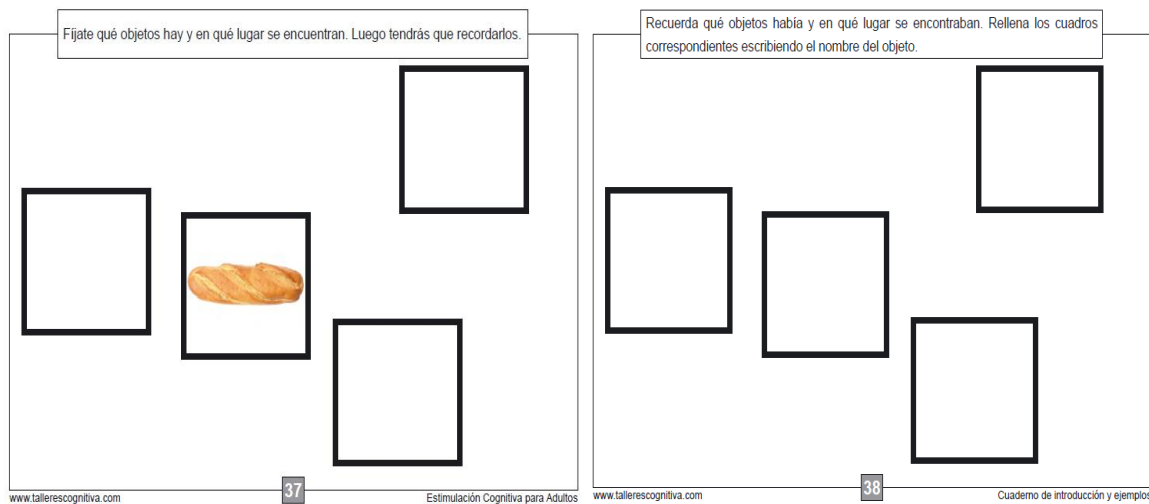 Fíjate qué objetos hay y en qué lugar se encuentran. Luego tendrás que recordarlos.
37
www.tallerescognitiva.com
Estimulación Cognitiva para Adultos
Recuerda qué objetos había y en qué lugar se encontraban. Rellena los cuadros
correspondientes escribiendo el nombre del objeto.
38
www.tallerescognitiva.com
Cuaderno de introducción y ejemplos